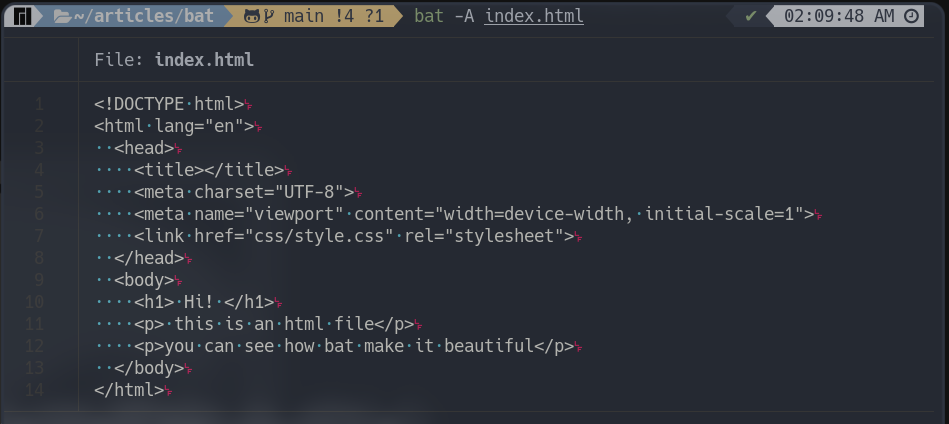 ~/articles/bat main !4 ?1 bat -A index.html ✔ 02:09:48 AM
File: index.html
1 <!DOCTYPE·html>␊
2 <html·lang="en">␊
3 ··<head>␊
4 ····<title></title>␊
5 ····<meta·charset="UTF-8">␊
6 ····<meta·name="viewport"·content="width=device-width,·initial-scale=1">␊
7 ····<link·href="css/style.css"·rel="stylesheet">␊
8 ··</head>␊
9 ··<body>␊
10 ····<h1>·Hi!·</h1>␊
11 ····<p>·this·is·an·html·file</p>␊
12 ····<p>you·can·see·how·bat·make·it·beautiful</p>␊
13 ··</body>␊
14 </html>␊